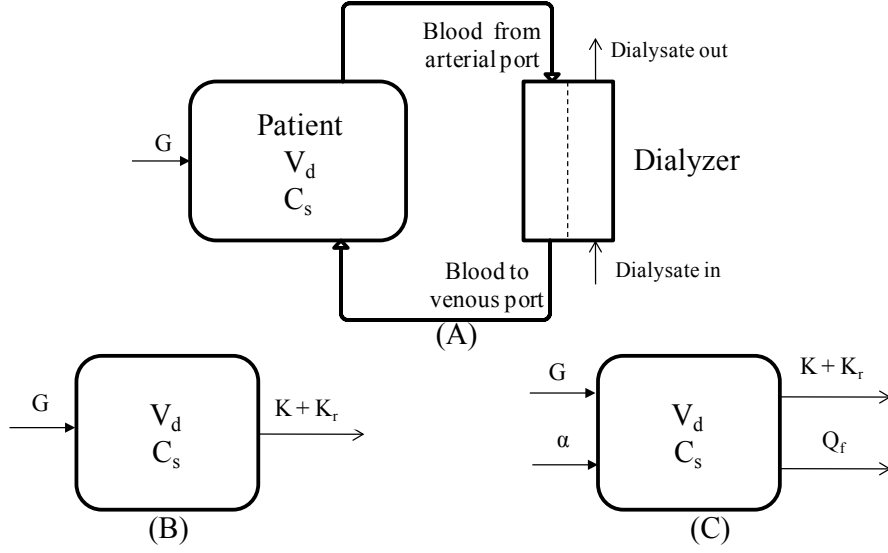 Blood from
arterial port
Dialysate out
Patient
V_d
C_s
G
Dialyzer
Blood to
venous port
Dialysate in
(A)
G
V_d
C_s
K + K_r
(B)
G
α
V_d
C_s
K + K_r
Q_f
(C)